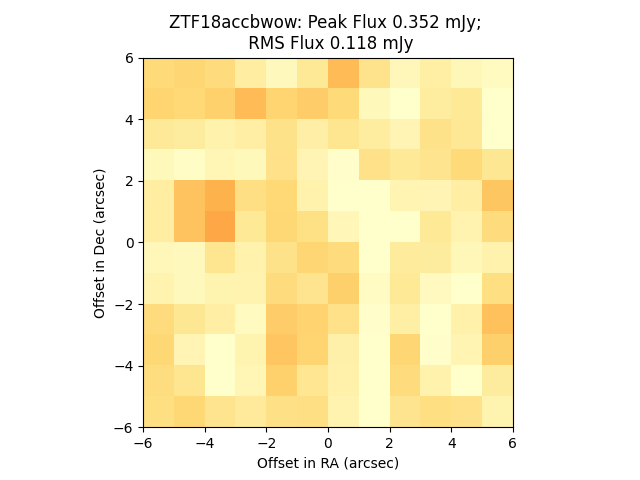 ZTF18accbwow: Peak Flux 0.352 mJy;
RMS Flux 0.118 mJy
6
4
2
0
−2
−4
−6
Offset in Dec (arcsec)
−6 −4 −2 0 2 4 6
Offset in RA (arcsec)